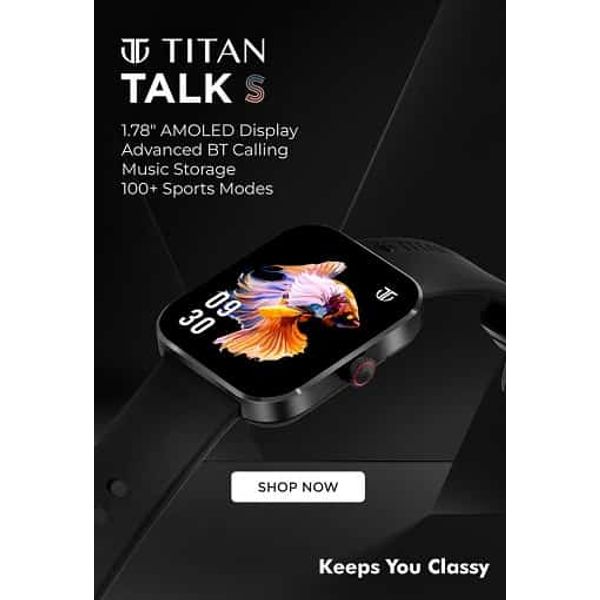 TITAN
TALK S
1.78" AMOLED Display
Advanced BT Calling
Music Storage
100+ Sports Modes
09
30
SHOP NOW
Keeps You Classy